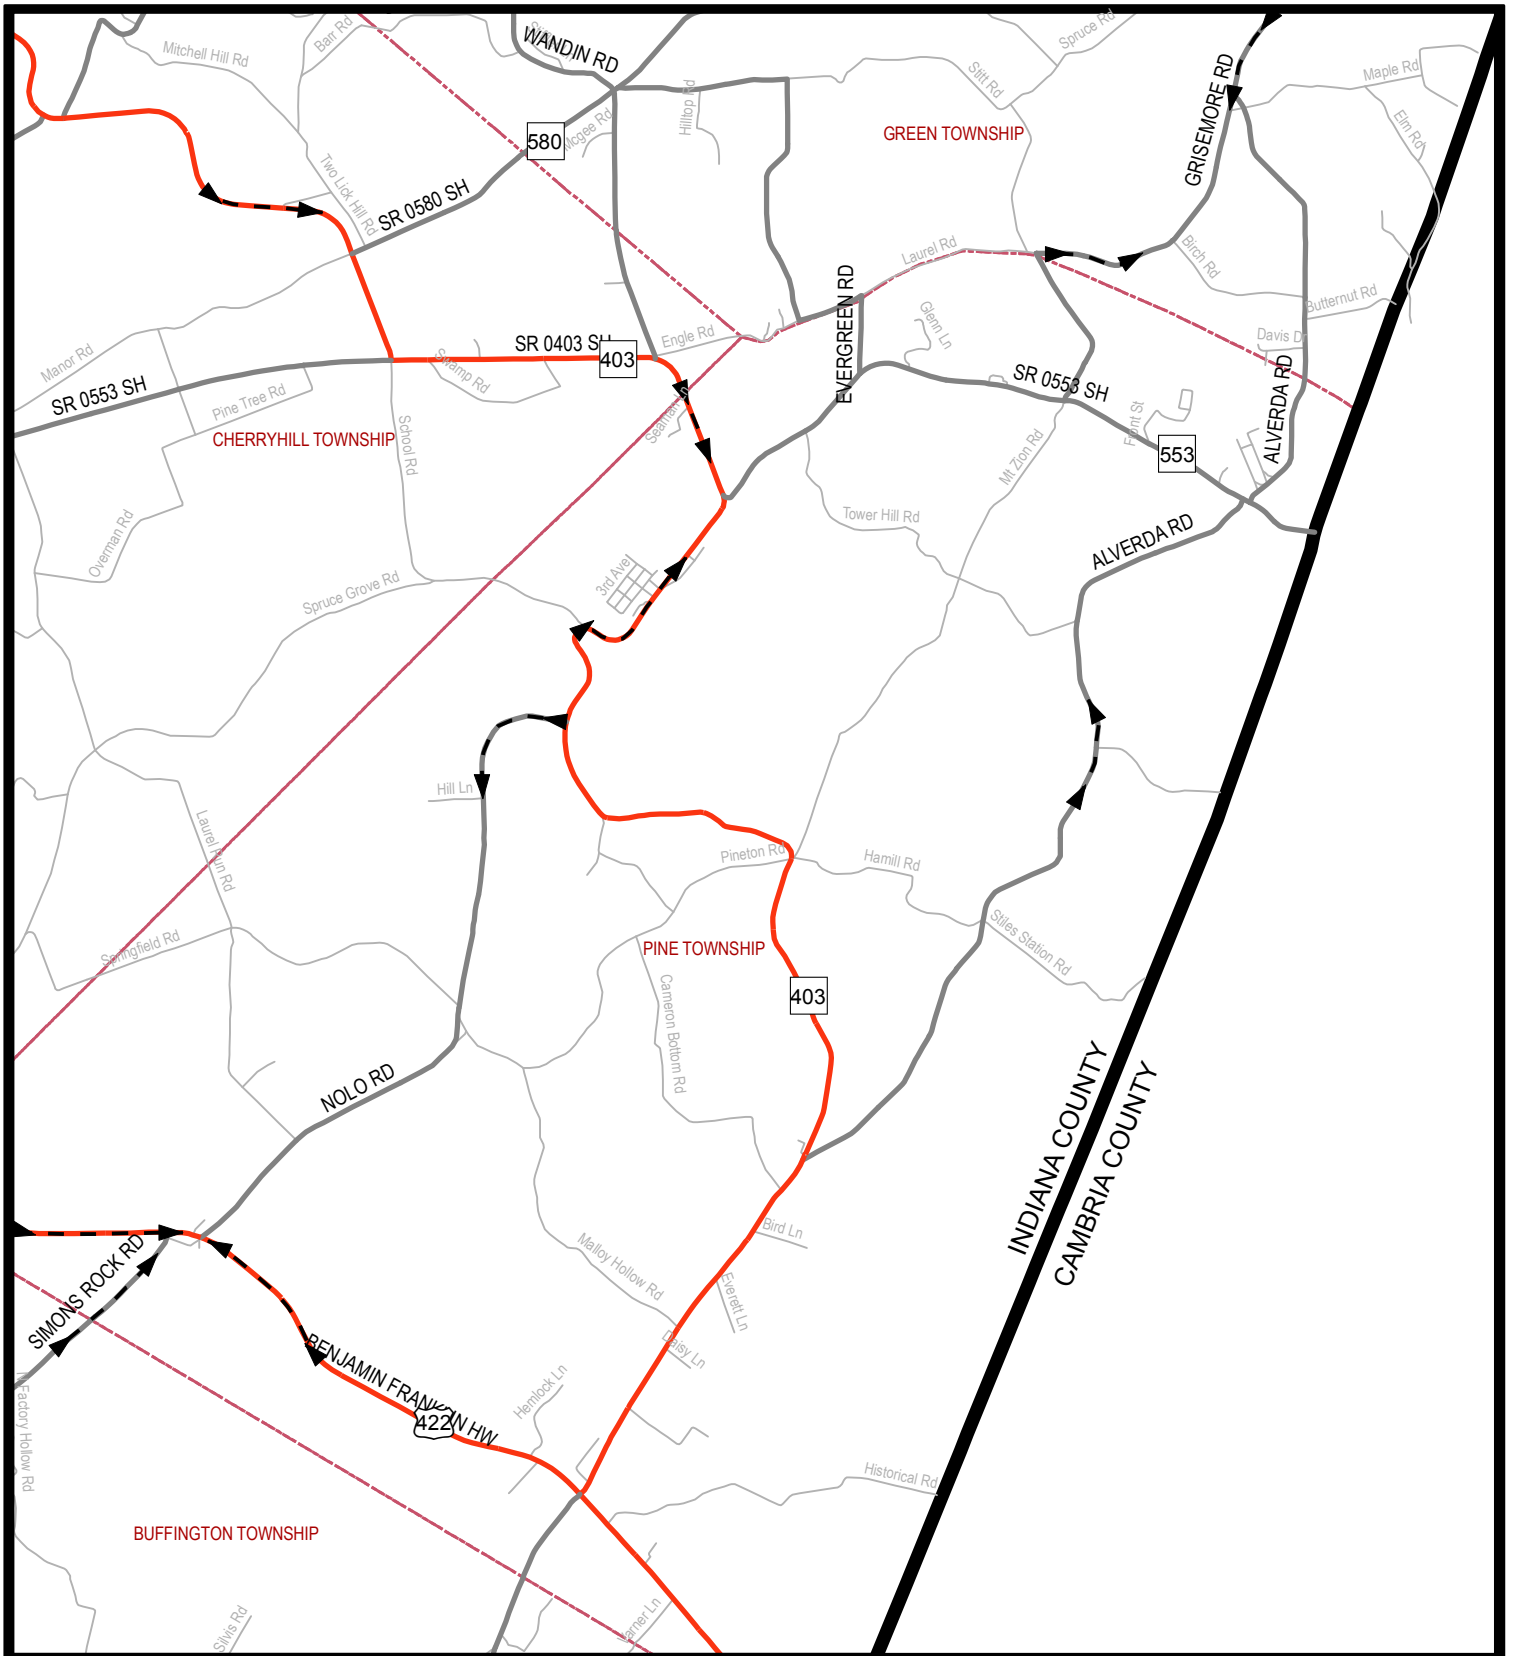 Mitchell Hill Rd
Barr Rd
WANDIN RD
Spruce Rd
Stitt Rd
GRISEMORE RD
Maple Rd
Elm Rd
Hilltop Rd
Mcgee Rd
580
GREEN TOWNSHIP
Two Lick Hill Rd
SR 0580 SH
Laurel Rd
Birch Rd
Butternut Rd
EVERGREEN RD
Glenn Ln
Davis Dr
Engle Rd
SR 0403 SH
403
Manor Rd
Swamp Rd
SR 0553 SH
SR 0553 SH
Pine Tree Rd
CHERRYHILL TOWNSHIP
School Rd
Seaman Ln
Front St
ALVERDA RD
553
Mt Zion Rd
Tower Hill Rd
ALVERDA RD
Overman Rd
3rd Ave
Spruce Grove Rd
Hill Ln
Laurel Run Rd
Pineton Rd
Hamill Rd
Springfield Rd
PINE TOWNSHIP
Stiles Station Rd
403
Cameron Bottom Rd
NOLO RD
INDIANA COUNTY
CAMBRIA COUNTY
Bird Ln
Malloy Hollow Rd
Everett Ln
SIMONS ROCK RD
Daisy Ln
BENJAMIN FRANKLIN HW
422
Hemlock Ln
Factory Hollow Rd
Historical Rd
BUFFINGTON TOWNSHIP
Silvis Rd